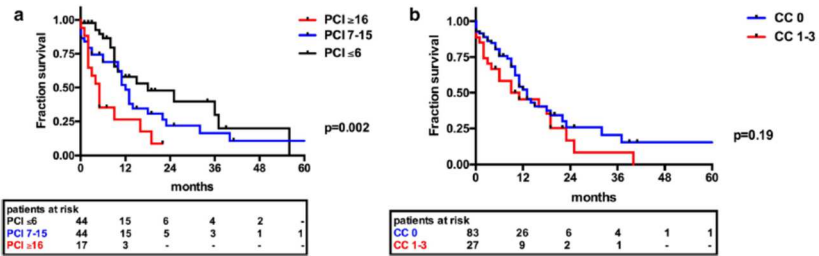 a
PCI ≥16
PCI 7-15
PCI ≤6
Fraction survival
1.00
0.75
0.50
0.25
0.00
0 12 24 36 48 60
months
p=0.002
patients at risk
PCI ≤6 44 15 6 4 2 -
PCI 7-15 44 15 5 3 1 1
PCI ≥16 17 3 - - - -
b
CC 0
CC 1-3
Fraction survival
1.00
0.75
0.50
0.25
0.00
0 12 24 36 48 60
months
p=0.19
patients at risk
CC 0 83 26 6 4 1 1
CC 1-3 27 9 2 1 - -